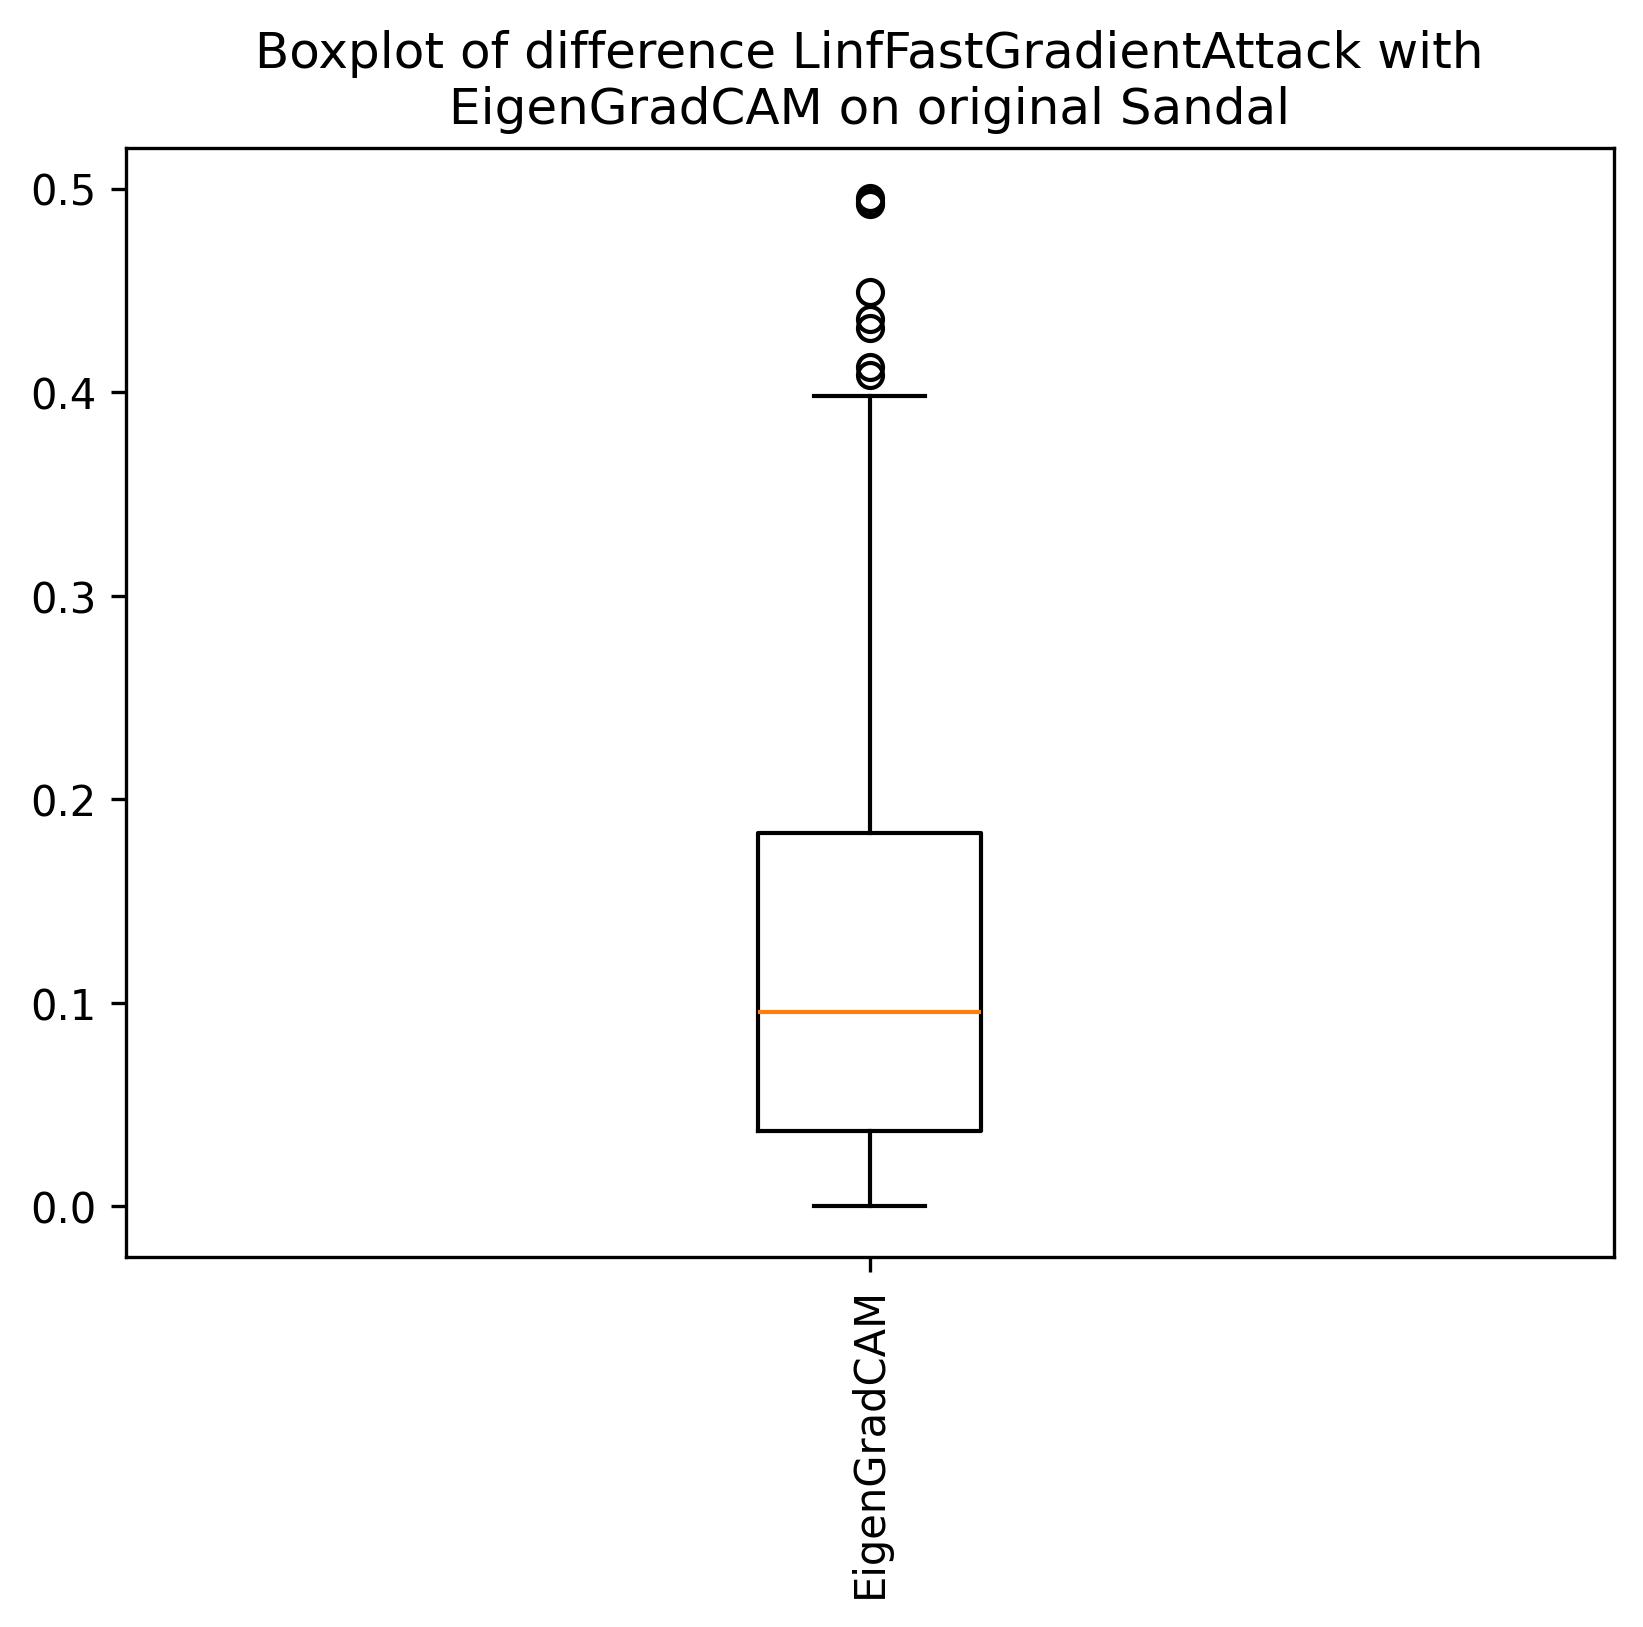 Boxplot of difference LinfFastGradientAttack with
EigenGradCAM on original Sandal
0.5
0.4
0.3
0.2
0.1
0.0
EigenGradCAM